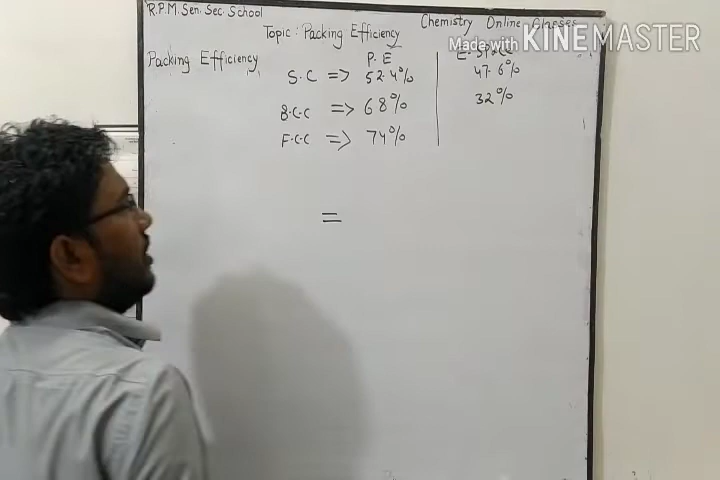 R.P.M. Sen. Sec. School
Chemistry Online Classes
Topic : Packing Efficiency
Made with KINEMASTER
Packing Efficiency
P. E
E. Space
S.C => 52.4% 47.6%
B.C.C => 68% 32%
F.C.C => 74%
=